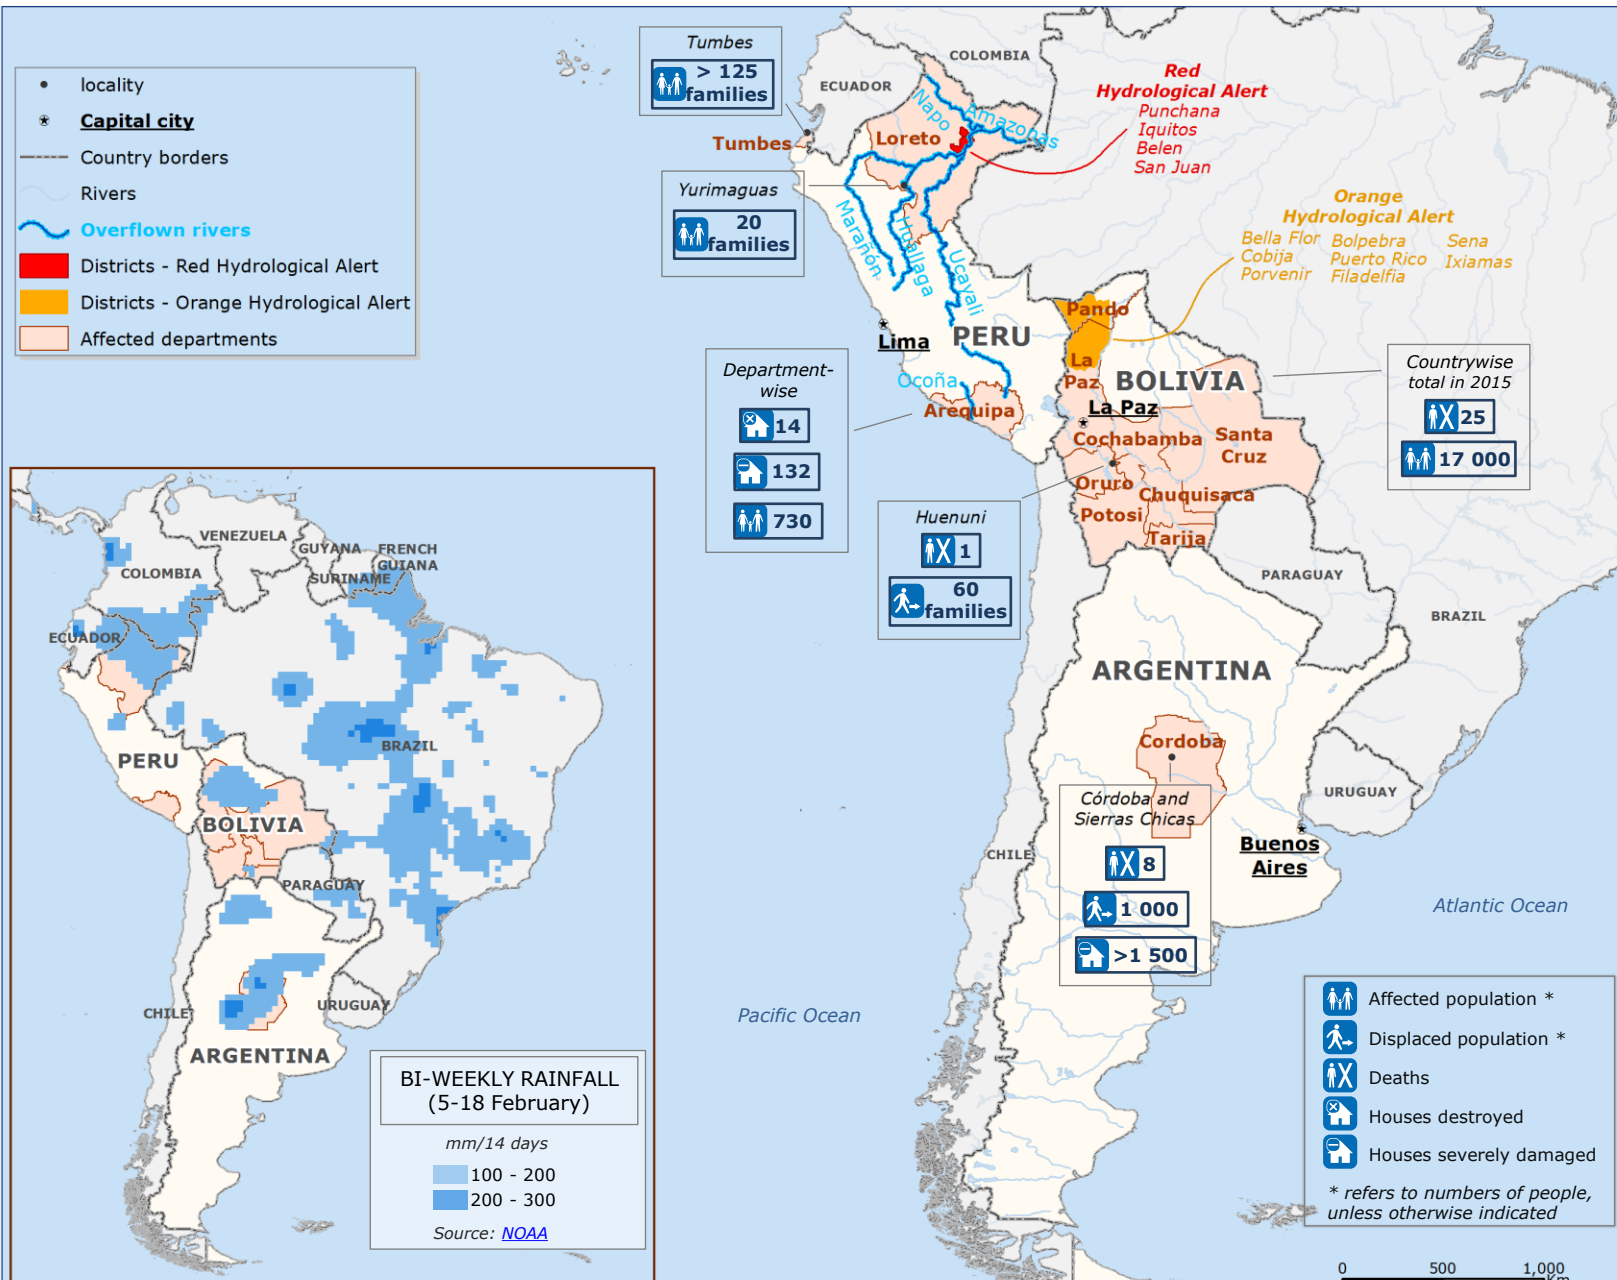 locality
Capital city
Country borders
Rivers
Overflown rivers
Districts - Red Hydrological Alert
Districts - Orange Hydrological Alert
Affected departments
Tumbes
> 125
families
Tumbes
ECUADOR
COLOMBIA
Napo
Amazonas
Loreto
Red
Hydrological Alert
Punchana
Iquitos
Belen
San Juan
Yurimaguas
20
families
Marañón
Huallaga
Ucayali
Orange
Hydrological Alert
Bella Flor
Cobija
Porvenir
Bolpebra
Puerto Rico
Filadelfia
Sena
Ixiamas
Lima
PERU
Pando
La
Paz
BOLIVIA
La Paz
Ocoña
Arequipa
Department-
wise
14
132
730
Countrywise
total in 2015
25
17 000
Cochabamba
Santa
Cruz
Oruro
Chuquisaca
Potosi
Tarija
Huenuni
1
60
families
PARAGUAY
BRAZIL
ARGENTINA
Cordoba
Córdoba and
Sierras Chicas
8
1 000
>1 500
URUGUAY
Buenos
Aires
CHILE
Atlantic Ocean
Pacific Ocean
VENEZUELA
GUYANA
FRENCH
GUIANA
SURINAME
COLOMBIA
ECUADOR
PERU
BRAZIL
BOLIVIA
PARAGUAY
CHILE
URUGUAY
ARGENTINA
BI-WEEKLY RAINFALL
(5-18 February)
mm/14 days
100 - 200
200 - 300
Source: NOAA
Affected population *
Displaced population *
Deaths
Houses destroyed
Houses severely damaged
* refers to numbers of people,
unless otherwise indicated
0 500 1,000
Km